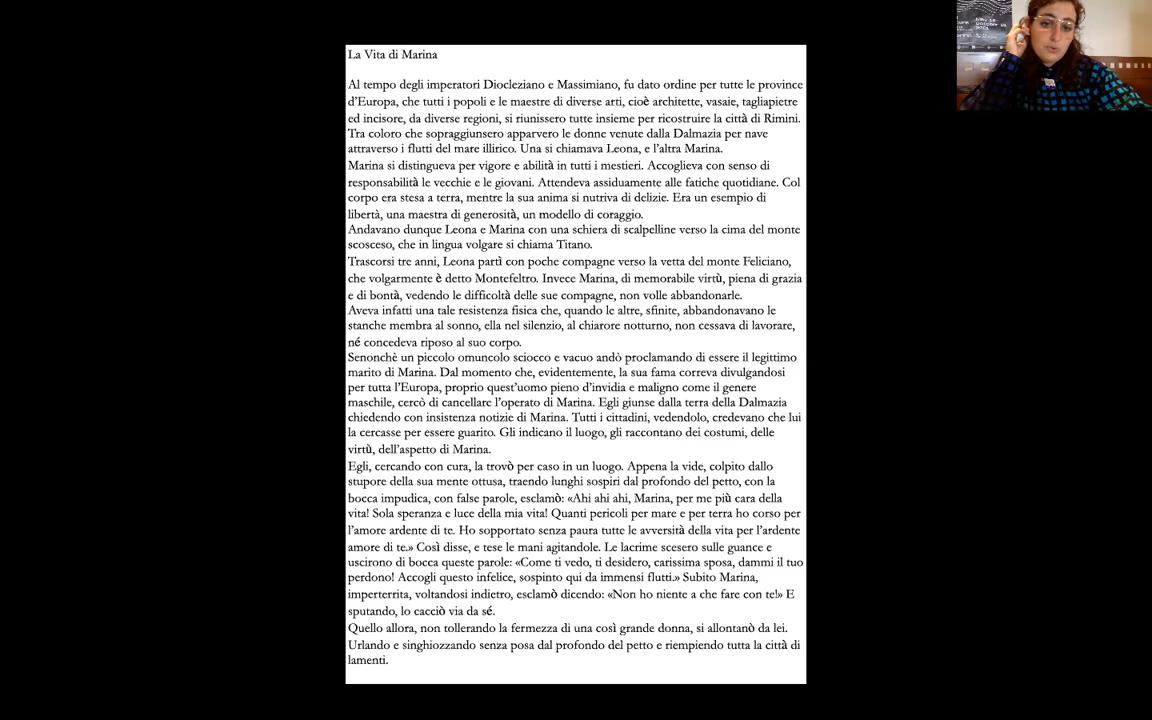 La Vita di Marina
Al tempo degli imperatori Diocleziano e Massimiano, fu dato ordine per tutte le province
d'Europa, che tutti i popoli e le maestre di diverse arti, cioè architette, vasaie, tagliapietre
ed incisore, da diverse regioni, si riunissero tutte insieme per ricostruire la città di Rimini.
Tra coloro che sopraggiunsero apparvero le donne venute dalla Dalmazia per nave
attraverso i flutti del mare illirico. Una si chiamava Leona, e l'altra Marina.
Marina si distingueva per vigore e abilità in tutti i mestieri. Accoglieva con senso di
responsabilità le vecchie e le giovani. Attendeva assiduamente alle fatiche quotidiane. Col
corpo era stesa a terra, mentre la sua anima si nutriva di delizie. Era un esempio di
libertà, una maestra di generosità, un modello di coraggio.
Andavano dunque Leona e Marina con una schiera di scalpelline verso la cima del monte
scosceso, che in lingua volgare si chiama Titano.
Trascorsi tre anni, Leona partì con poche compagne verso la vetta del monte Feliciano,
che volgarmente è detto Montefeltro. Invece Marina, di memorabile virtù, piena di grazia
e di bontà, vedendo le difficoltà delle sue compagne, non volle abbandonarle.
Aveva infatti una tale resistenza fisica che, quando le altre, sfinite, abbandonavano le
stanche membra al sonno, ella nel silenzio, al chiarore notturno, non cessava di lavorare,
né concedeva riposo al suo corpo.
Senonchè un piccolo omuncolo sciocco e vacuo andò proclamando di essere il legittimo
marito di Marina. Dal momento che, evidentemente, la sua fama correva divulgandosi
per tutta l'Europa, proprio quest'uomo pieno d'invidia e maligno come il genere
maschile, cercò di cancellare l'operato di Marina. Egli giunse dalla terra della Dalmazia
chiedendo con insistenza notizie di Marina. Tutti i cittadini, vedendolo, credevano che lui
la cercasse per essere guarito. Gli indicano il luogo, gli raccontano dei costumi, delle
virtù, dell'aspetto di Marina.
Egli, cercando con cura, la trovò per caso in un luogo. Appena la vide, colpito dallo
stupore della sua mente ottusa, traendo lunghi sospiri dal profondo del petto, con la
bocca impudica, con false parole, esclamò: «Ahi ahi ahi, Marina, per me più cara della
vita! Sola speranza e luce della mia vita! Quanti pericoli per mare e per terra ho corso per
l'amore ardente di te. Ho sopportato senza paura tutte le avversità della vita per l'ardente
amore di te.» Così disse, e tese le mani agitandole. Le lacrime scesero sulle guance e
uscirono di bocca queste parole: «Come ti vedo, ti desidero, carissima sposa, dammi il tuo
perdono! Accogli questo infelice, sospinto qui da immensi flutti.» Subito Marina,
imperterrita, voltandosi indietro, esclamò dicendo: «Non ho niente a che fare con te!» E
sputando, lo cacciò via da sé.
Quello allora, non tollerando la fermezza di una così grande donna, si allontanò da lei.
Urlando e singhiozzando senza posa dal profondo del petto e riempiendo tutta la città di
lamenti.